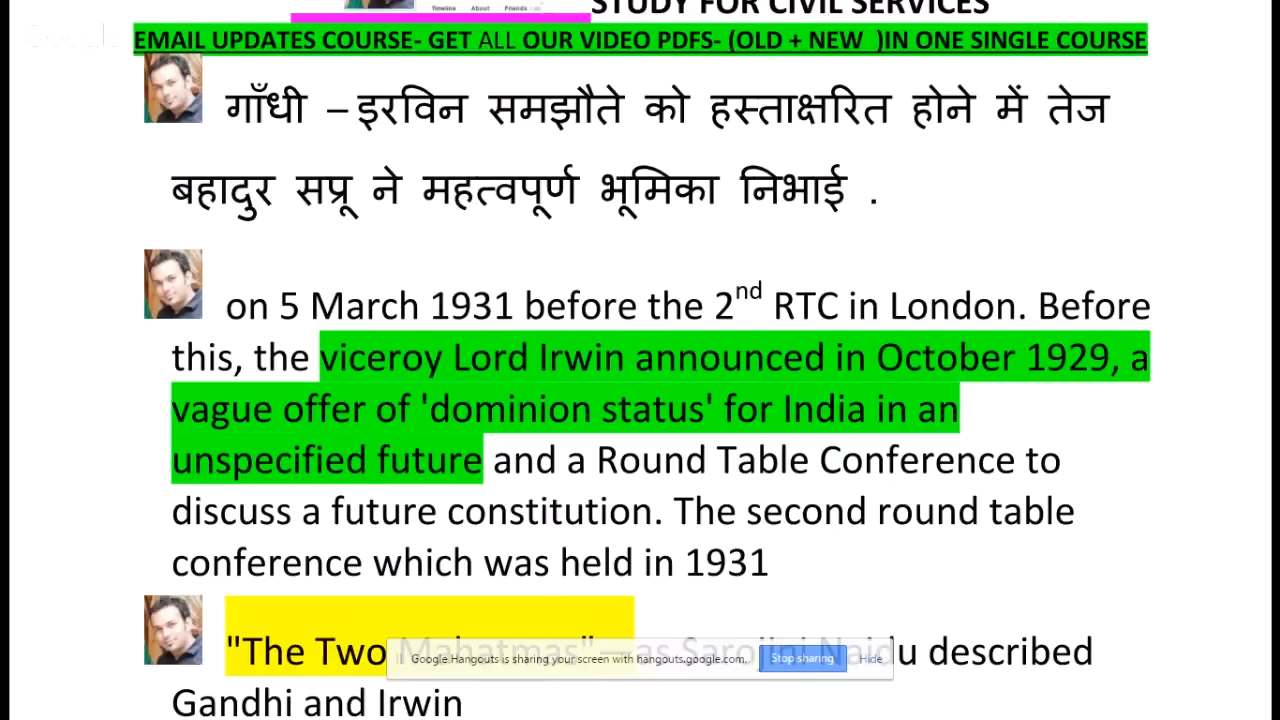 Timeline About Friends
STUDY FOR CIVIL SERVICES
EMAIL UPDATES COURSE- GET ALL OUR VIDEO PDFS- (OLD + NEW )IN ONE SINGLE COURSE
गाँधी – इरविन समझौते को हस्ताक्षरित होने में तेज
बहादुर सप्रू ने महत्वपूर्ण भूमिका निभाई .
on 5 March 1931 before the 2nd RTC in London. Before
this, the viceroy Lord Irwin announced in October 1929, a
vague offer of 'dominion status' for India in an
unspecified future and a Round Table Conference to
discuss a future constitution. The second round table
conference which was held in 1931
"The Two Mahatmas" —as Sarojini Naidu described
Google Hangouts is sharing your screen with hangouts.google.com. Stop sharing Hide
Gandhi and Irwin